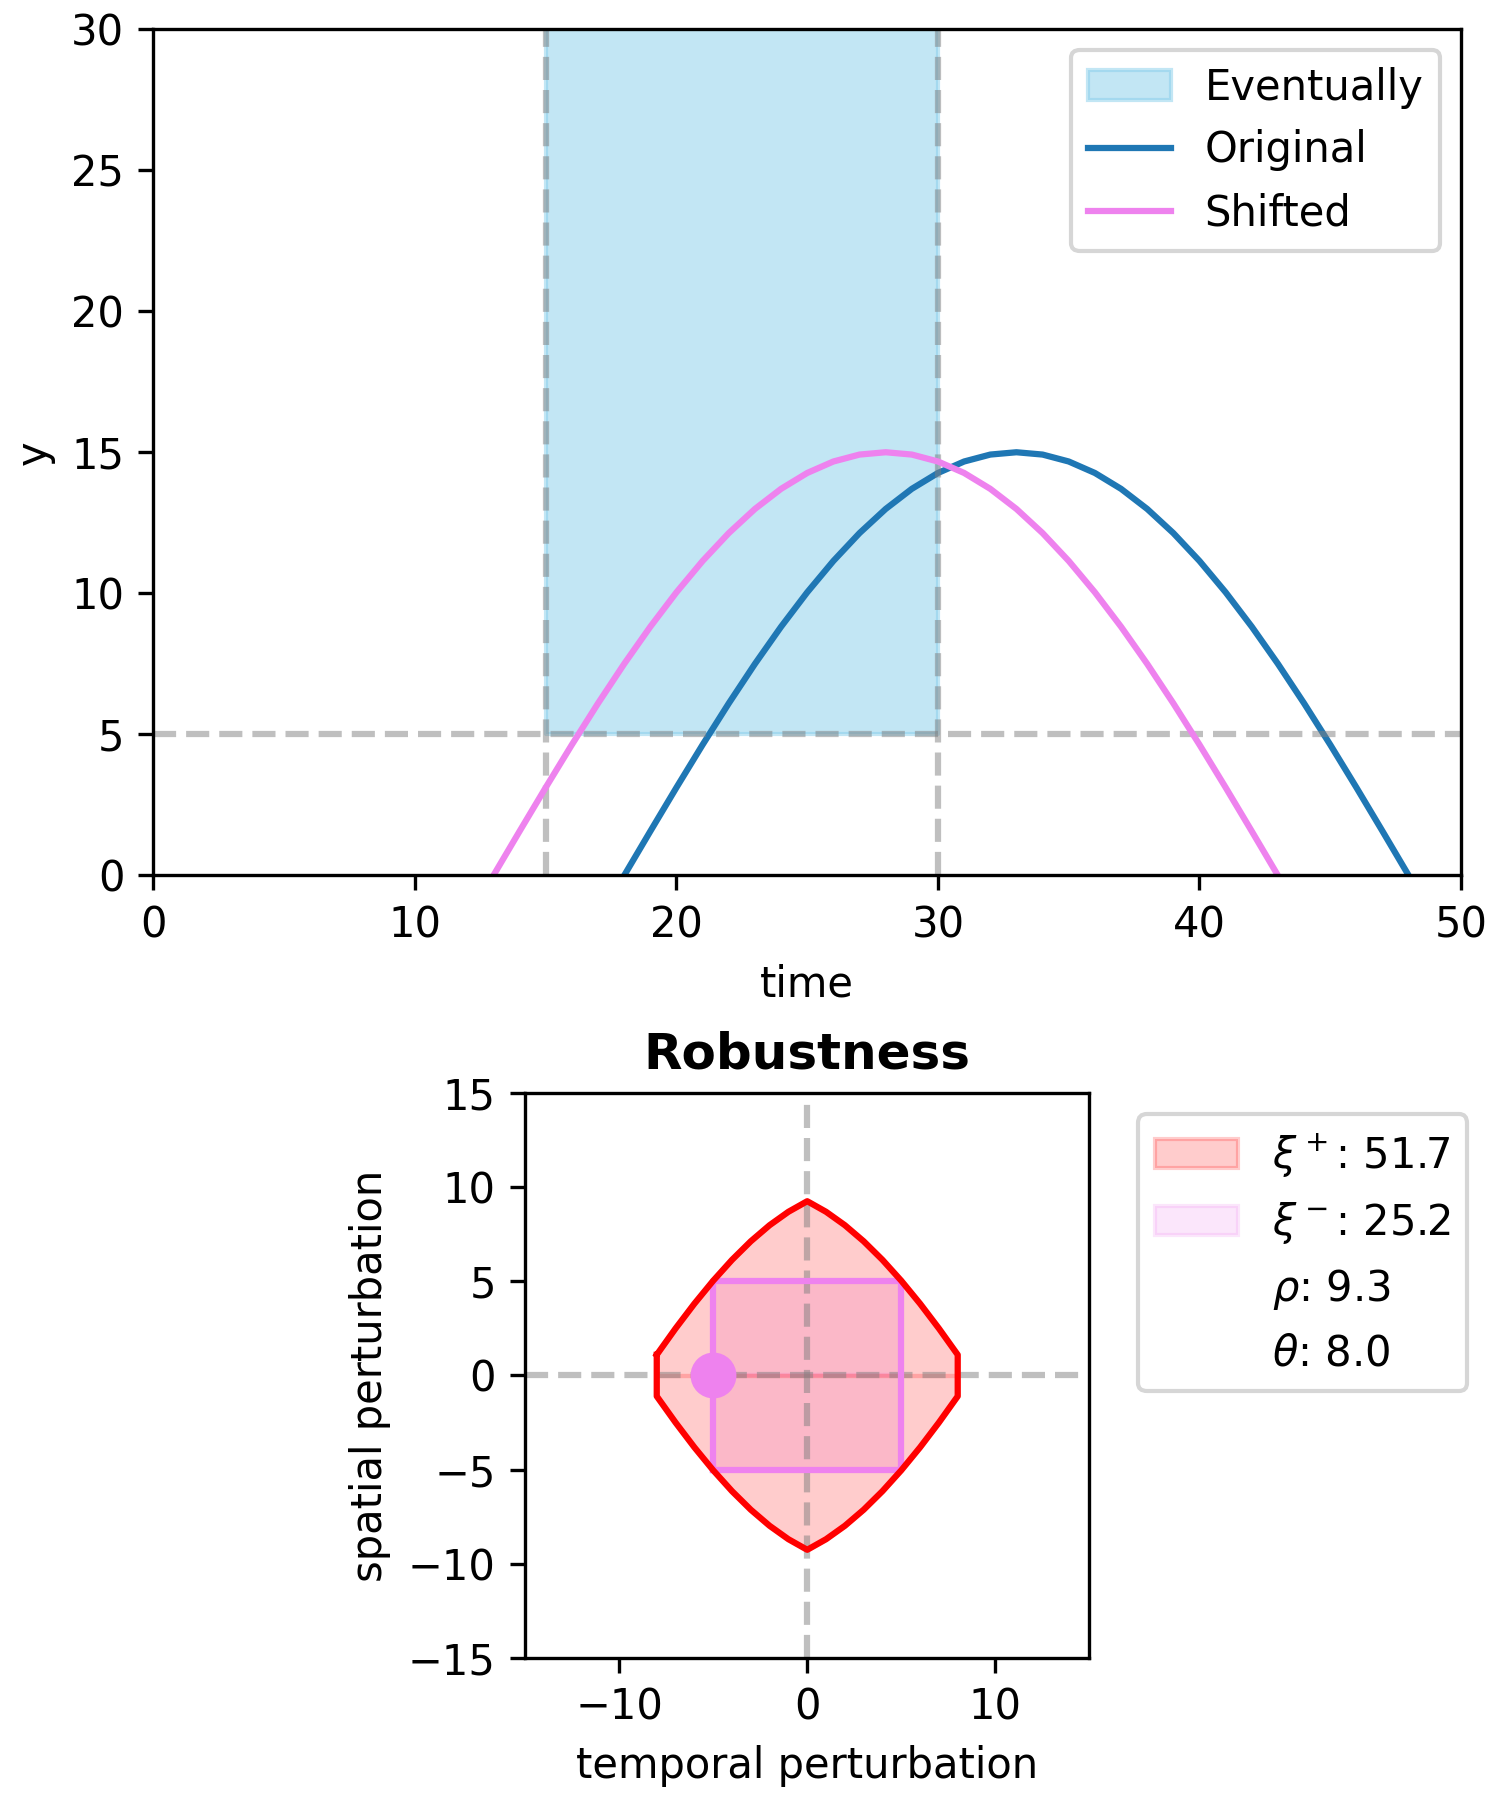 30
25
20
15
10
5
0
y
Eventually
Original
Shifted
0 10 20 30 40 50
time
Robustness
15
10
5
0
−5
−10
−15
spatial perturbation
ξ⁺: 51.7
ξ⁻: 25.2
ρ: 9.3
θ: 8.0
−10 0 10
temporal perturbation